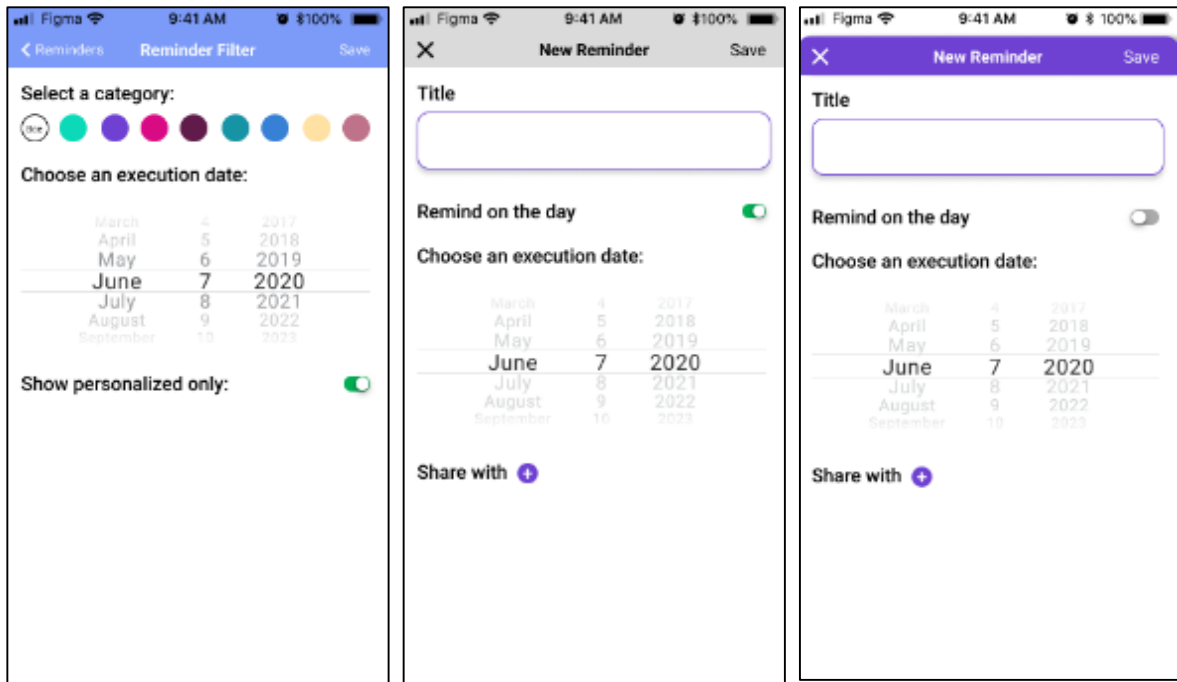 Figma 9:41 AM $100%
Reminders Reminder Filter Save
Select a category:
Все
Choose an execution date:
March 4 2017
April 5 2018
May 6 2019
June 7 2020
July 8 2021
August 9 2022
September 10 2023
Show personalized only:
Figma 9:41 AM $100%
New Reminder Save
Title
Remind on the day
Choose an execution date:
March 4 2017
April 5 2018
May 6 2019
June 7 2020
July 8 2021
August 9 2022
September 10 2023
Share with
Figma 9:41 AM 100%
New Reminder Save
Title
Remind on the day
Choose an execution date:
March 4 2017
April 5 2018
May 6 2019
June 7 2020
July 8 2021
August 9 2022
September 10 2023
Share with